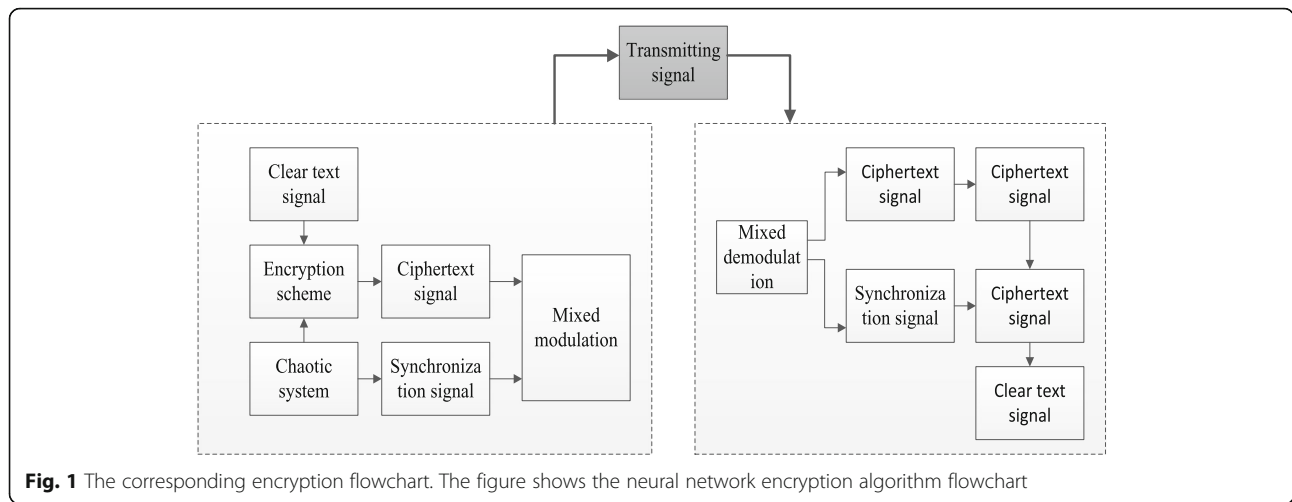 Transmitting
signal
Clear text
signal
Encryption
scheme
Ciphertext
signal
Chaotic
system
Synchroniza
tion signal
Mixed
modulation
Mixed
demodulat
ion
Ciphertext
signal
Ciphertext
signal
Synchroniza
tion signal
Ciphertext
signal
Clear text
signal
Fig. 1 The corresponding encryption flowchart. The figure shows the neural network encryption algorithm flowchart